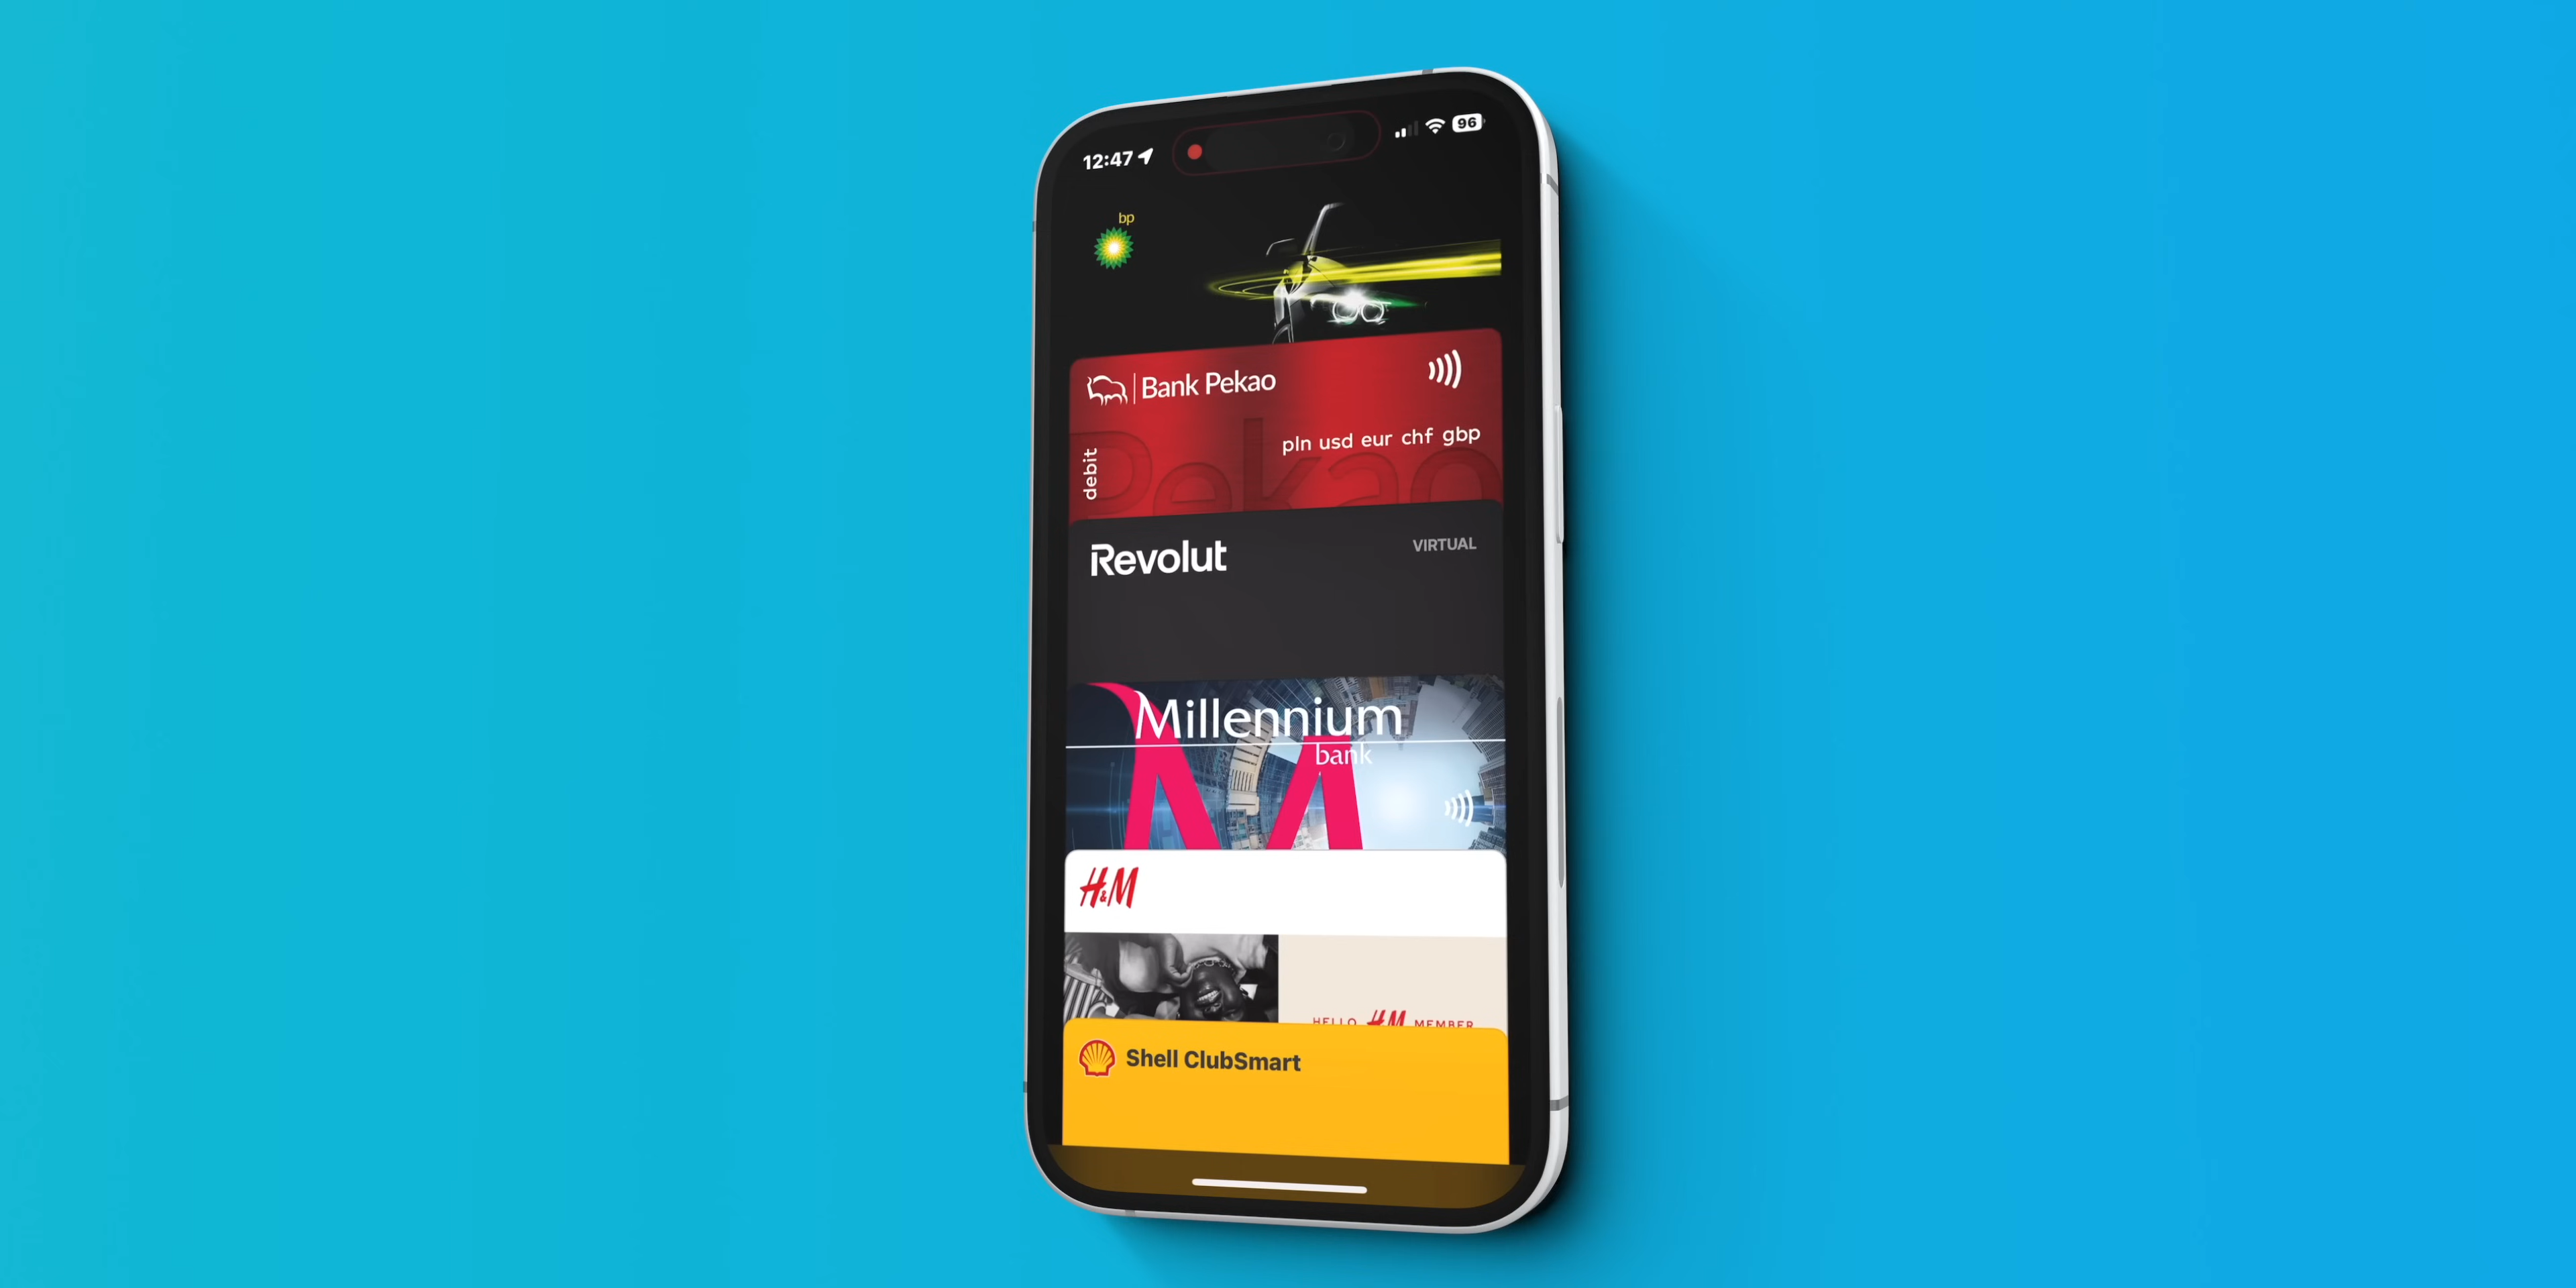 12:47
96
bp
Bank Pekao
pln usd eur chf gbp
debit
Pekao
Revolut
VIRTUAL
Millennium
bank
H&M
HELLO H&M MEMBER
Shell ClubSmart